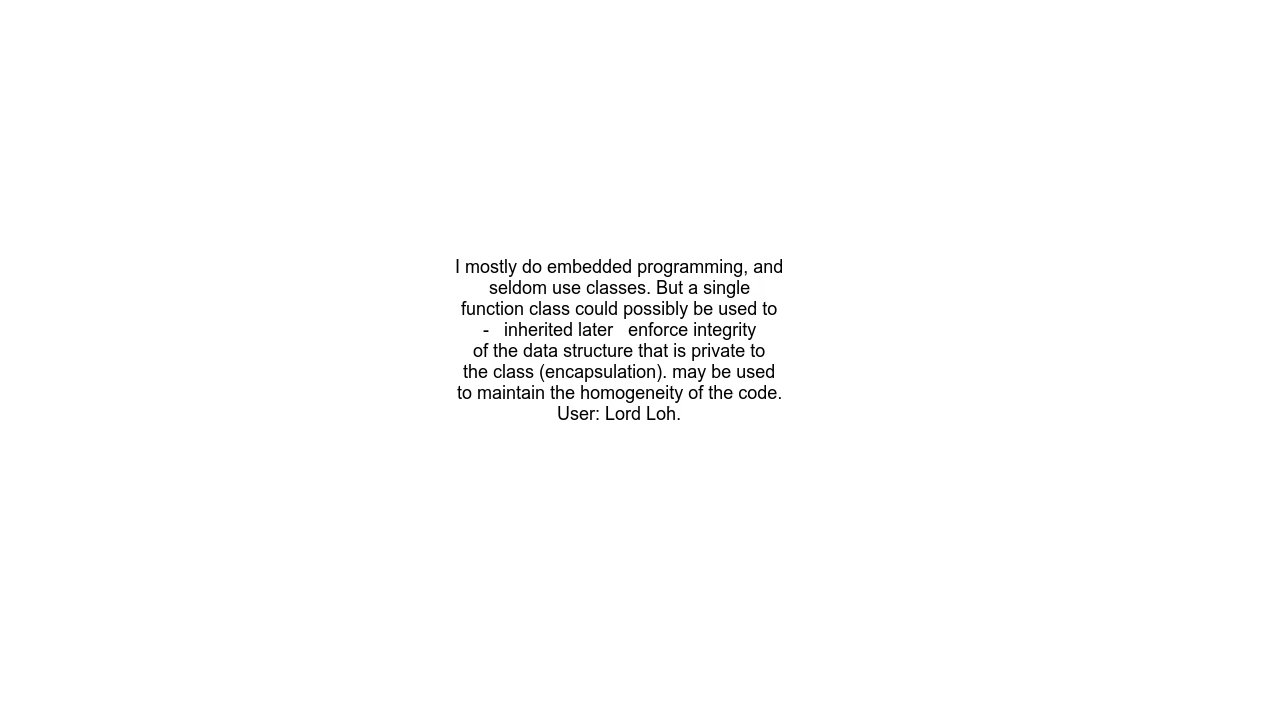 I mostly do embedded programming, and
seldom use classes. But a single
function class could possibly be used to
-   inherited later   enforce integrity
of the data structure that is private to
the class (encapsulation). may be used
to maintain the homogeneity of the code.
User: Lord Loh.